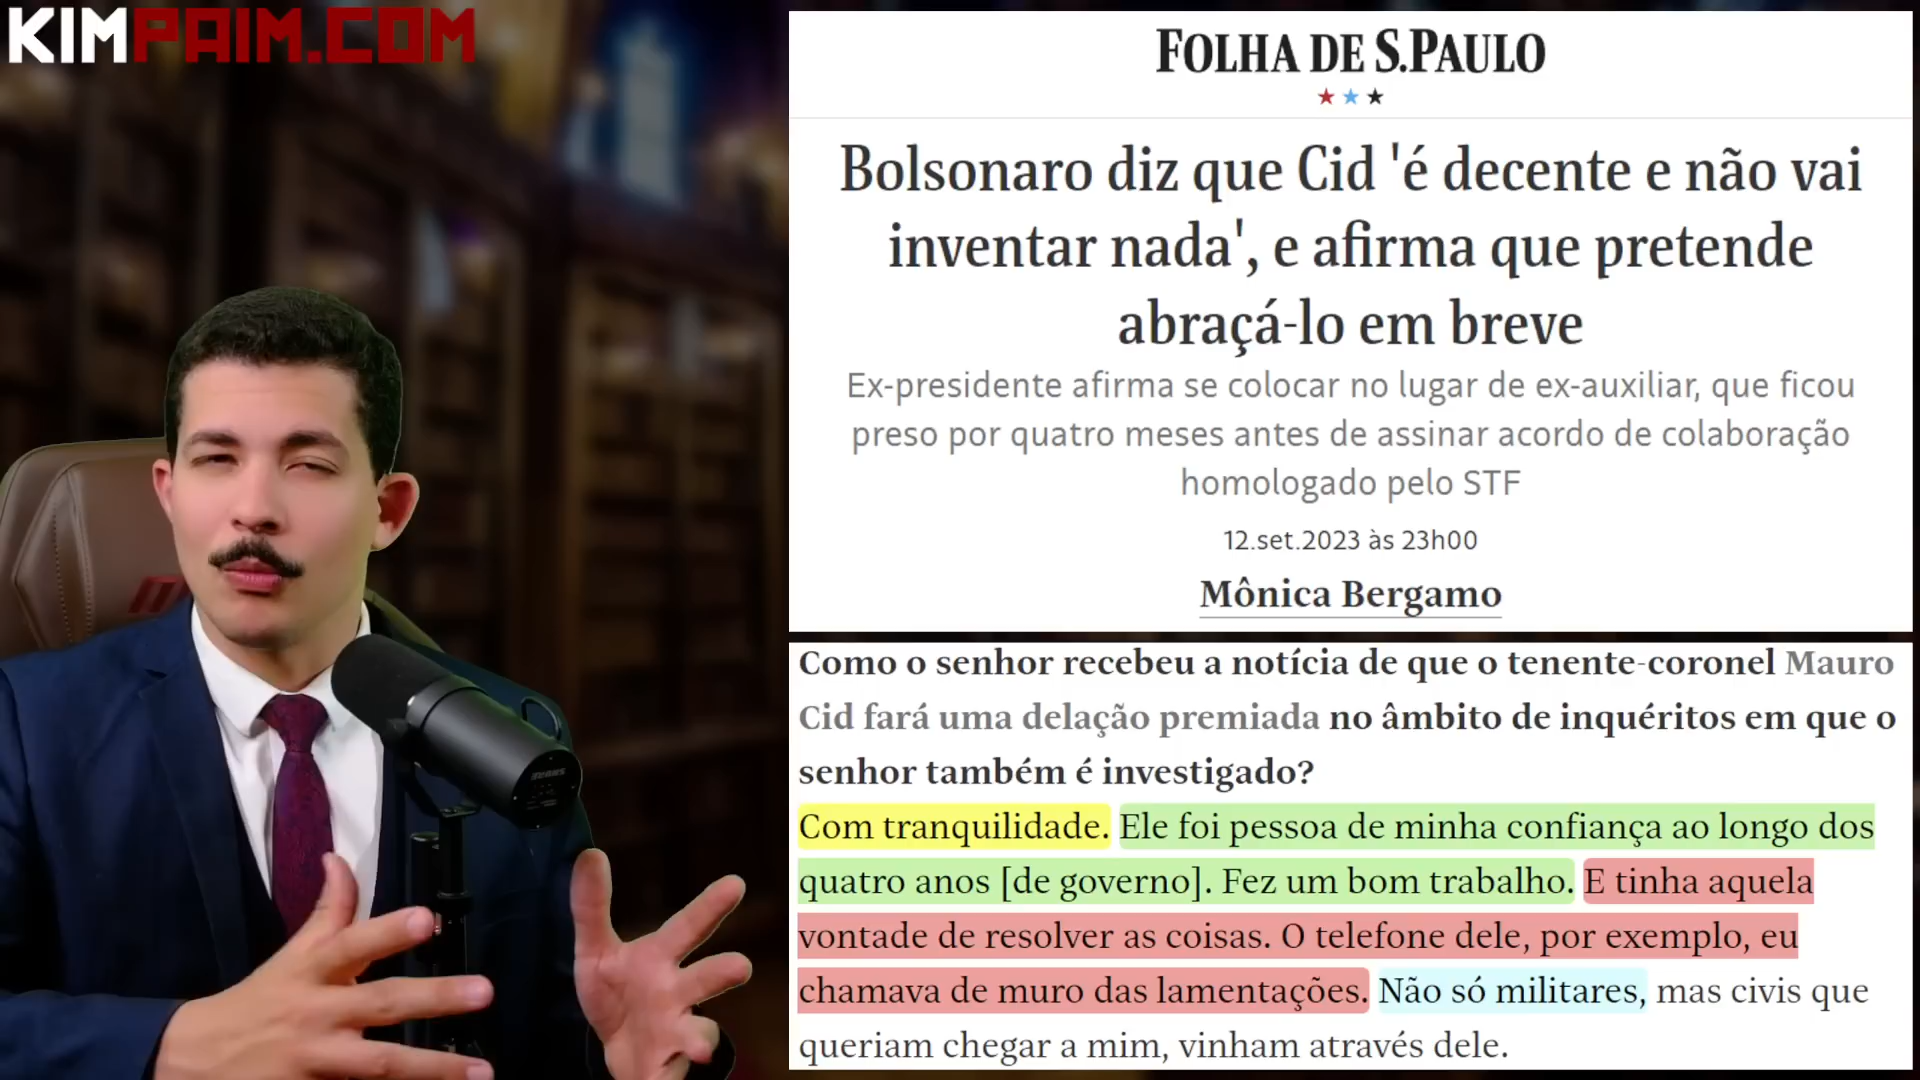 KIMPAIM.COM
FOLHA DE S.PAULO
Bolsonaro diz que Cid 'é decente e não vai
inventar nada', e afirma que pretende
abraçá-lo em breve
Ex-presidente afirma se colocar no lugar de ex-auxiliar, que ficou
preso por quatro meses antes de assinar acordo de colaboração
homologado pelo STF
12.set.2023 às 23h00
Mônica Bergamo
Como o senhor recebeu a notícia de que o tenente-coronel Mauro
Cid fará uma delação premiada no âmbito de inquéritos em que o
senhor também é investigado?
Com tranquilidade. Ele foi pessoa de minha confiança ao longo dos
quatro anos [de governo]. Fez um bom trabalho. E tinha aquela
vontade de resolver as coisas. O telefone dele, por exemplo, eu
chamava de muro das lamentações. Não só militares, mas civis que
queriam chegar a mim, vinham através dele.